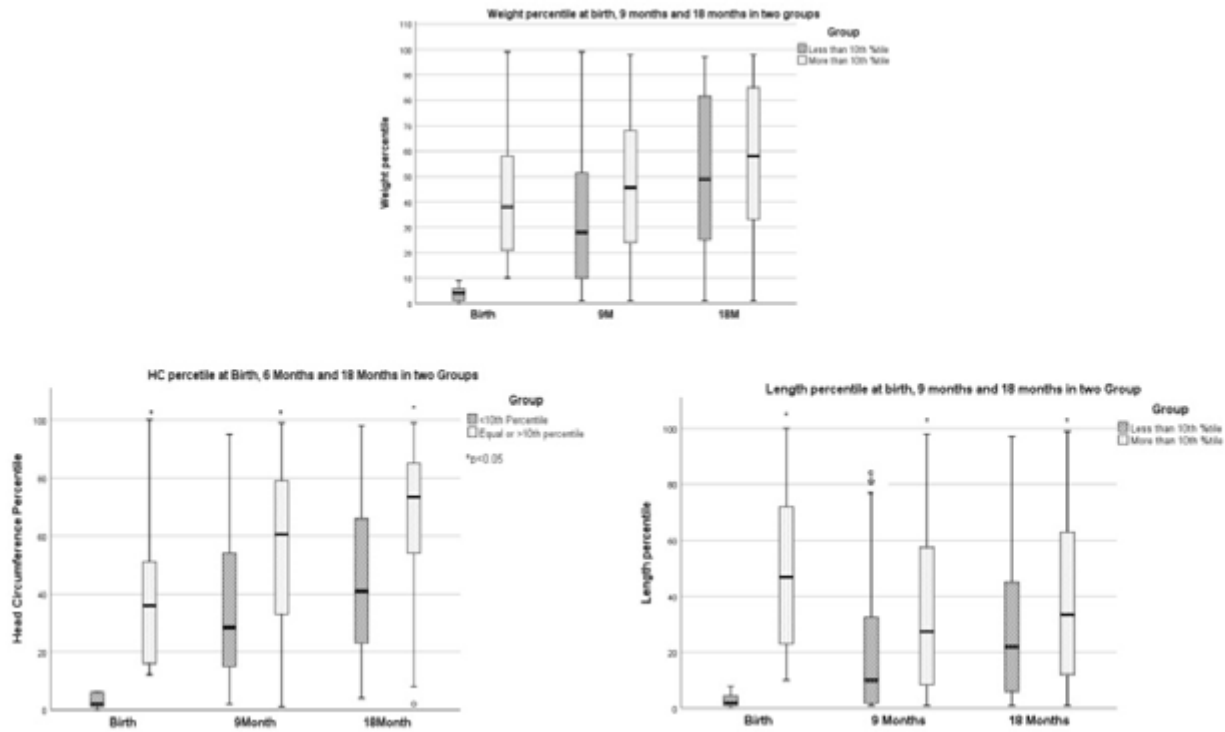 Weight percentile at birth, 9 months and 18 months in two groups
Group
Less than 10th %tile
More than 10th %tile
Weight percentile
110
100
90
80
70
60
50
40
30
20
10
0
Birth
9M
18M
HC percetile at Birth, 6 Months and 18 Months in two Groups
Group
<10th Percentile
Equal or >10th percentile
*p<0.05
Head Circumference Percentile
100
80
60
40
20
0
*
*
*
Birth
9Month
18Month
Length percentile at birth, 9 months and 18 months in two Group
Group
Less than 10th %tile
More than 10th %tile
Length percentile
100
80
60
40
20
0
*
*
*
Birth
9 Months
18 Months